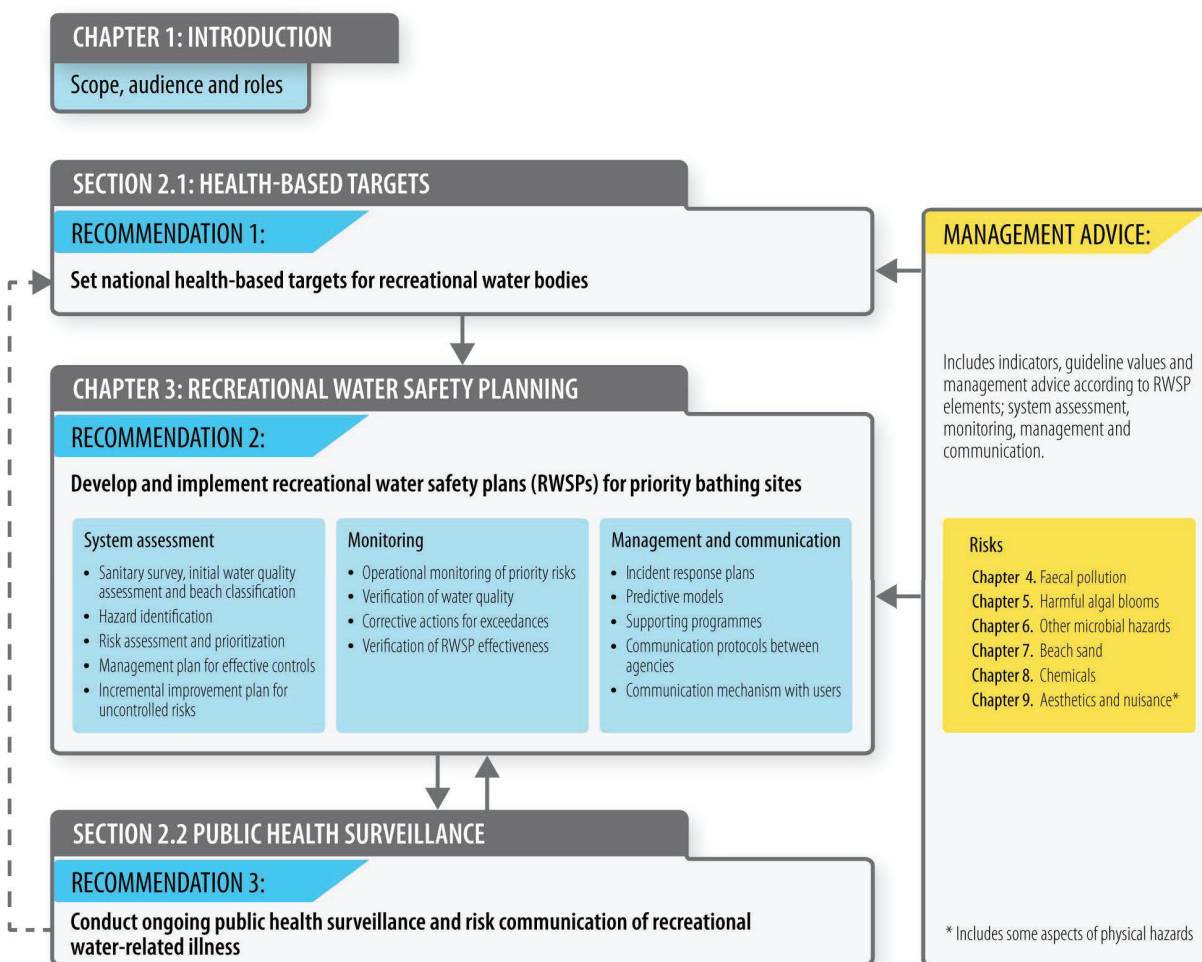 CHAPTER 1: INTRODUCTION
Scope, audience and roles
SECTION 2.1: HEALTH-BASED TARGETS
RECOMMENDATION 1:
Set national health-based targets for recreational water bodies
CHAPTER 3: RECREATIONAL WATER SAFETY PLANNING
RECOMMENDATION 2:
Develop and implement recreational water safety plans (RWSPs) for priority bathing sites
System assessment
• Sanitary survey, initial water quality
assessment and beach classification
• Hazard identification
• Risk assessment and prioritization
• Management plan for effective controls
• Incremental improvement plan for
uncontrolled risks
Monitoring
• Operational monitoring of priority risks
• Verification of water quality
• Corrective actions for exceedances
• Verification of RWSP effectiveness
Management and communication
• Incident response plans
• Predictive models
• Supporting programmes
• Communication protocols between
agencies
• Communication mechanism with users
SECTION 2.2 PUBLIC HEALTH SURVEILLANCE
RECOMMENDATION 3:
Conduct ongoing public health surveillance and risk communication of recreational
water-related illness
MANAGEMENT ADVICE:
Includes indicators, guideline values and
management advice according to RWSP
elements; system assessment,
monitoring, management and
communication.
Risks
Chapter 4. Faecal pollution
Chapter 5. Harmful algal blooms
Chapter 6. Other microbial hazards
Chapter 7. Beach sand
Chapter 8. Chemicals
Chapter 9. Aesthetics and nuisance*
* Includes some aspects of physical hazards